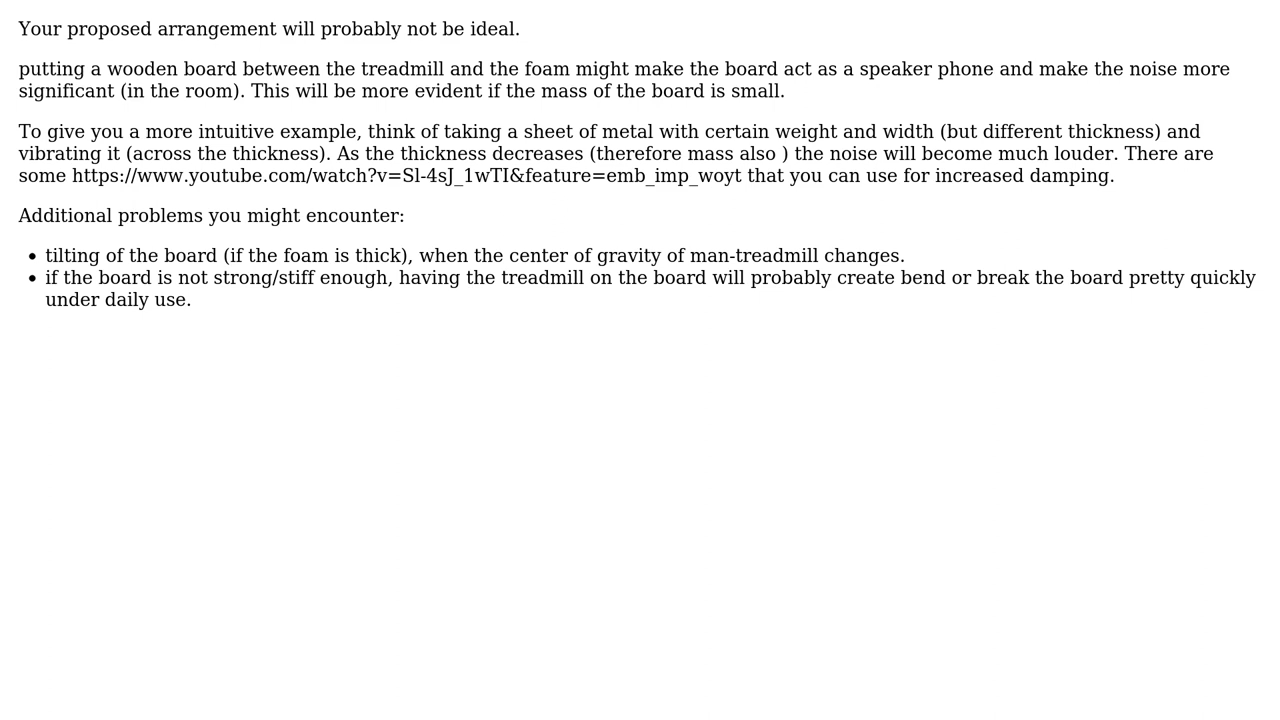 Your proposed arrangement will probably not be ideal.
putting a wooden board between the treadmill and the foam might make the board act as a speaker phone and make the noise more
significant (in the room). This will be more evident if the mass of the board is small.
To give you a more intuitive example, think of taking a sheet of metal with certain weight and width (but different thickness) and
vibrating it (across the thickness). As the thickness decreases (therefore mass also ) the noise will become much louder. There are
some https://www.youtube.com/watch?v=Sl-4sJ_1wTI&feature=emb_imp_woyt that you can use for increased damping.
Additional problems you might encounter:
• tilting of the board (if the foam is thick), when the center of gravity of man-treadmill changes.
• if the board is not strong/stiff enough, having the treadmill on the board will probably create bend or break the board pretty quickly
under daily use.